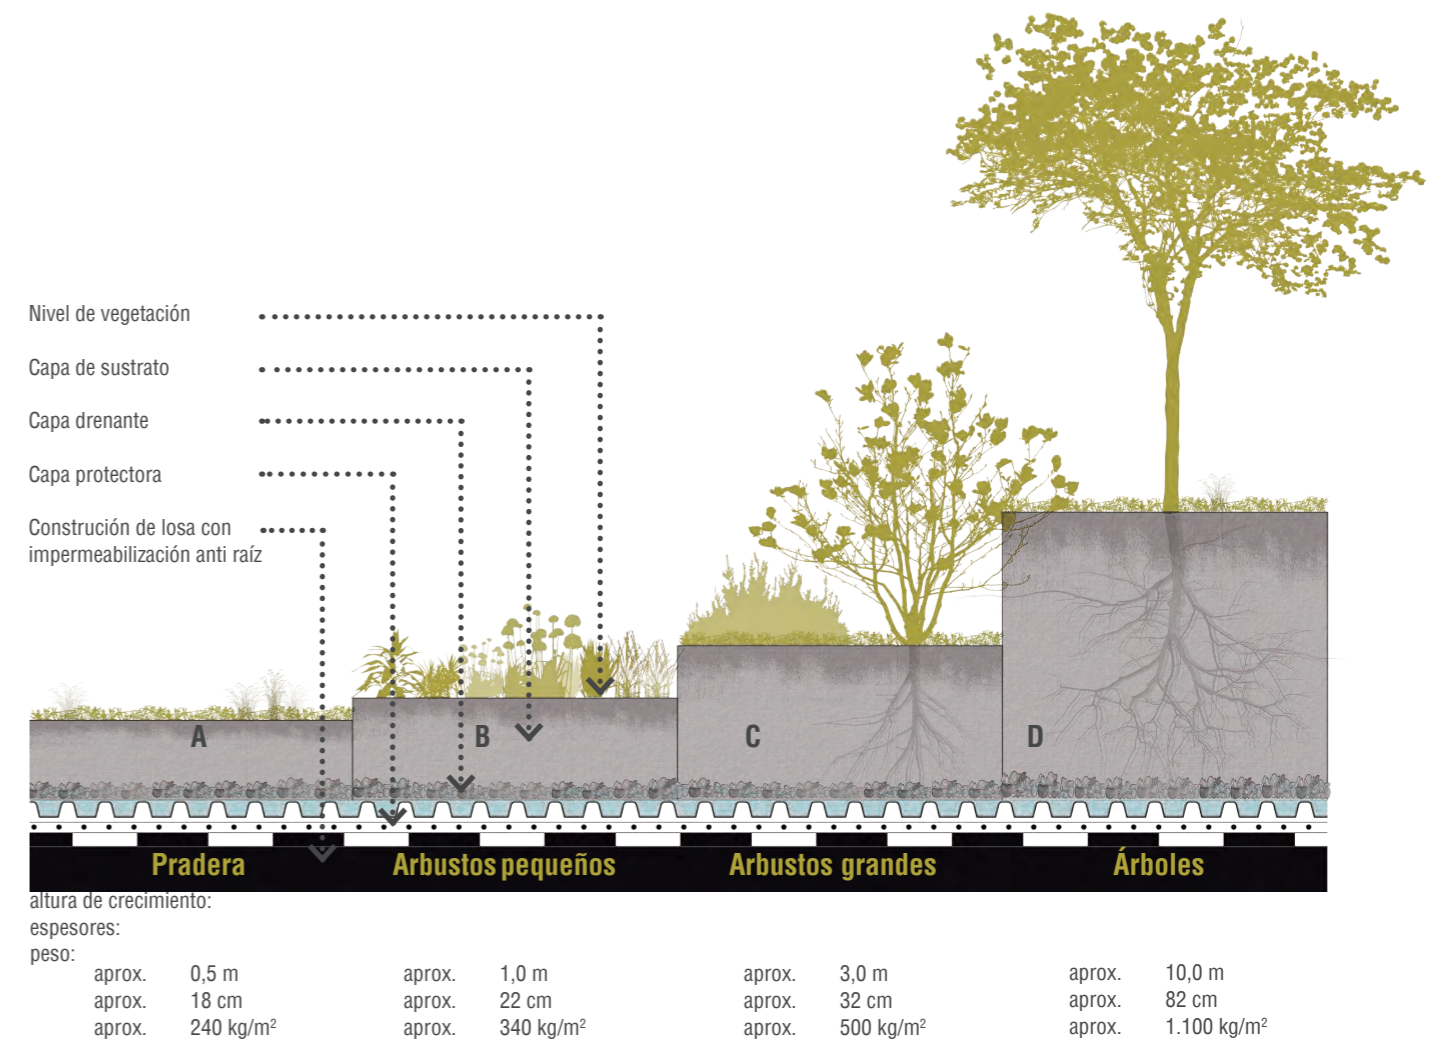 Nivel de vegetación
Capa de sustrato
Capa drenante
Capa protectora
Construción de losa con
impermeabilización anti raíz
A
B
C
D
Pradera
Arbustos pequeños
Arbustos grandes
Árboles
altura de crecimiento:
espesores:
peso:
aprox. 0,5 m
aprox. 18 cm
aprox. 240 kg/m²
aprox. 1,0 m
aprox. 22 cm
aprox. 340 kg/m²
aprox. 3,0 m
aprox. 32 cm
aprox. 500 kg/m²
aprox. 10,0 m
aprox. 82 cm
aprox. 1.100 kg/m²